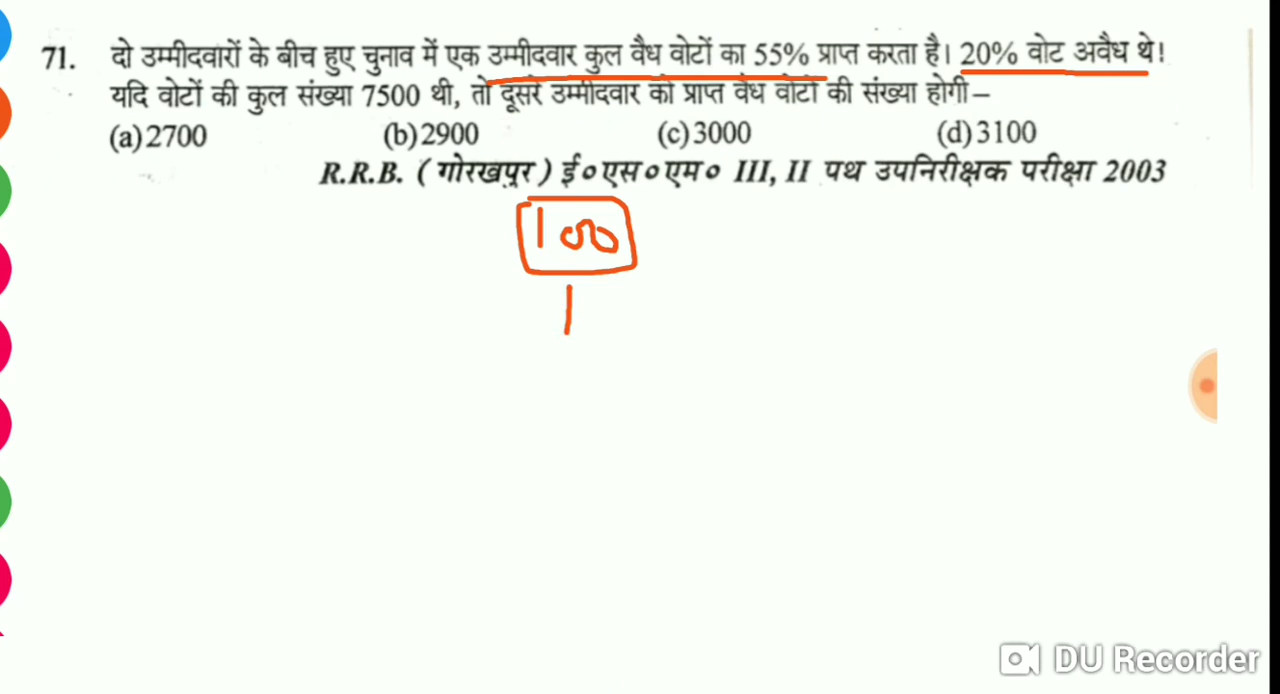 71. दो उम्मीदवारों के बीच हुए चुनाव में एक उम्मीदवार कुल वैध वोटों का 55% प्राप्त करता है। 20% वोट अवैध थे!
यदि वोटों की कुल संख्या 7500 थी, तो दूसरे उम्मीदवार को प्राप्त वैध वोटों की संख्या होगी–
(a) 2700 (b) 2900 (c) 3000 (d) 3100
R.R.B. ( गोरखपुर ) ई०एस०एम० III, II पथ उपनिरीक्षक परीक्षा 2003
100
DU Recorder